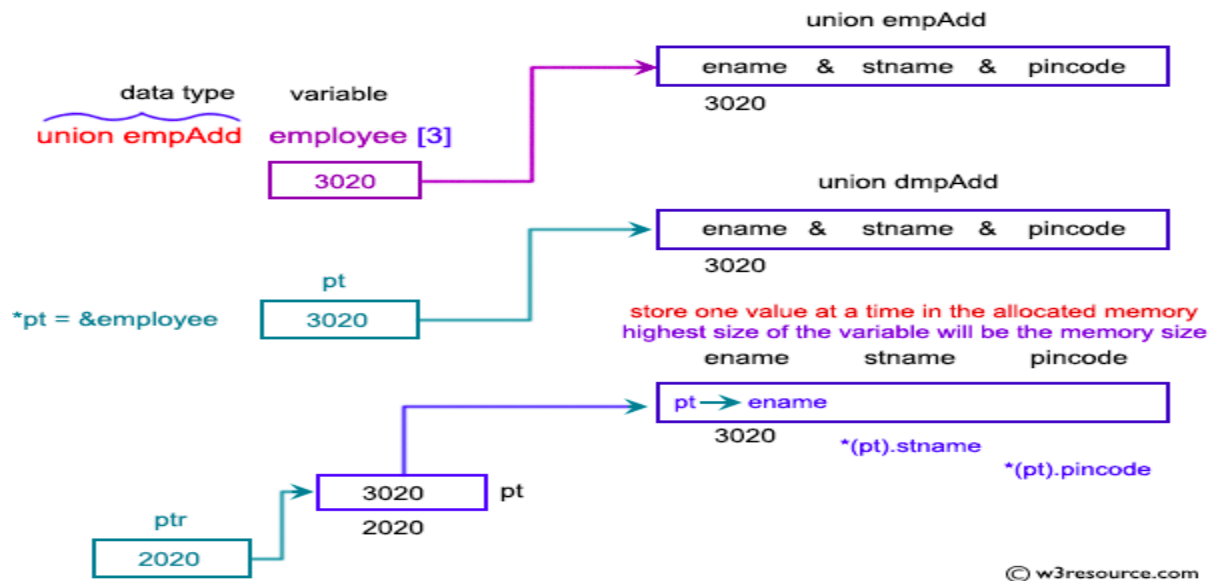 union empAdd
ename & stname & pincode
3020
data type variable
union empAdd employee [3]
3020
union dmpAdd
ename & stname & pincode
3020
pt
*pt = &employee
3020
store one value at a time in the allocated memory
highest size of the variable will be the memory size
ename stname pincode
pt ename
3020
*(pt).stname
*(pt).pincode
3020 pt
2020
ptr
2020
© w3resource.com